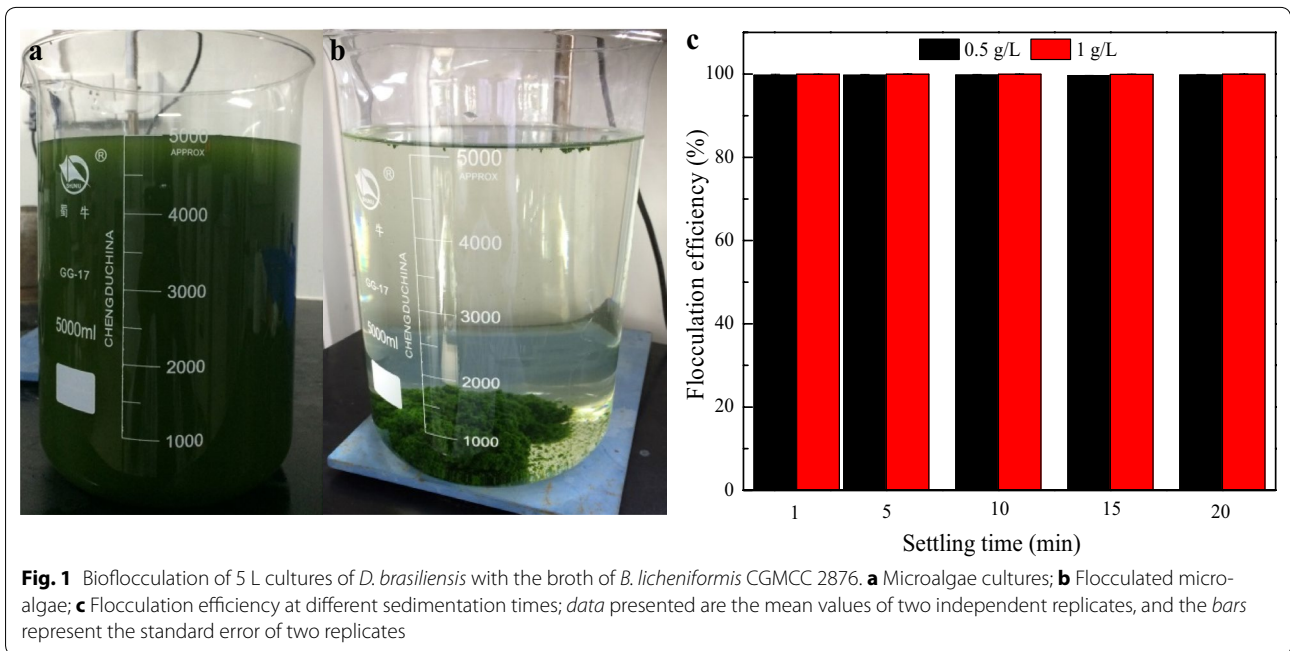 a
5000
APPROX
®
SHUNIU
蜀 牛
4000
CHENGDUCHINA
GG-17
3000
5000ml
2000
1000
b
5000
APPROX
®
牛
4000
CHENGDUCHINA
GG-17
3000
5000ml
2000
1000
c
0.5 g/L 1 g/L
100
80
60
40
20
0
Flocculation efficiency (%)
1 5 10 15 20
Settling time (min)
Fig. 1 Bioflocculation of 5 L cultures of D. brasiliensis with the broth of B. licheniformis CGMCC 2876. a Microalgae cultures; b Flocculated micro-
algae; c Flocculation efficiency at different sedimentation times; data presented are the mean values of two independent replicates, and the bars
represent the standard error of two replicates